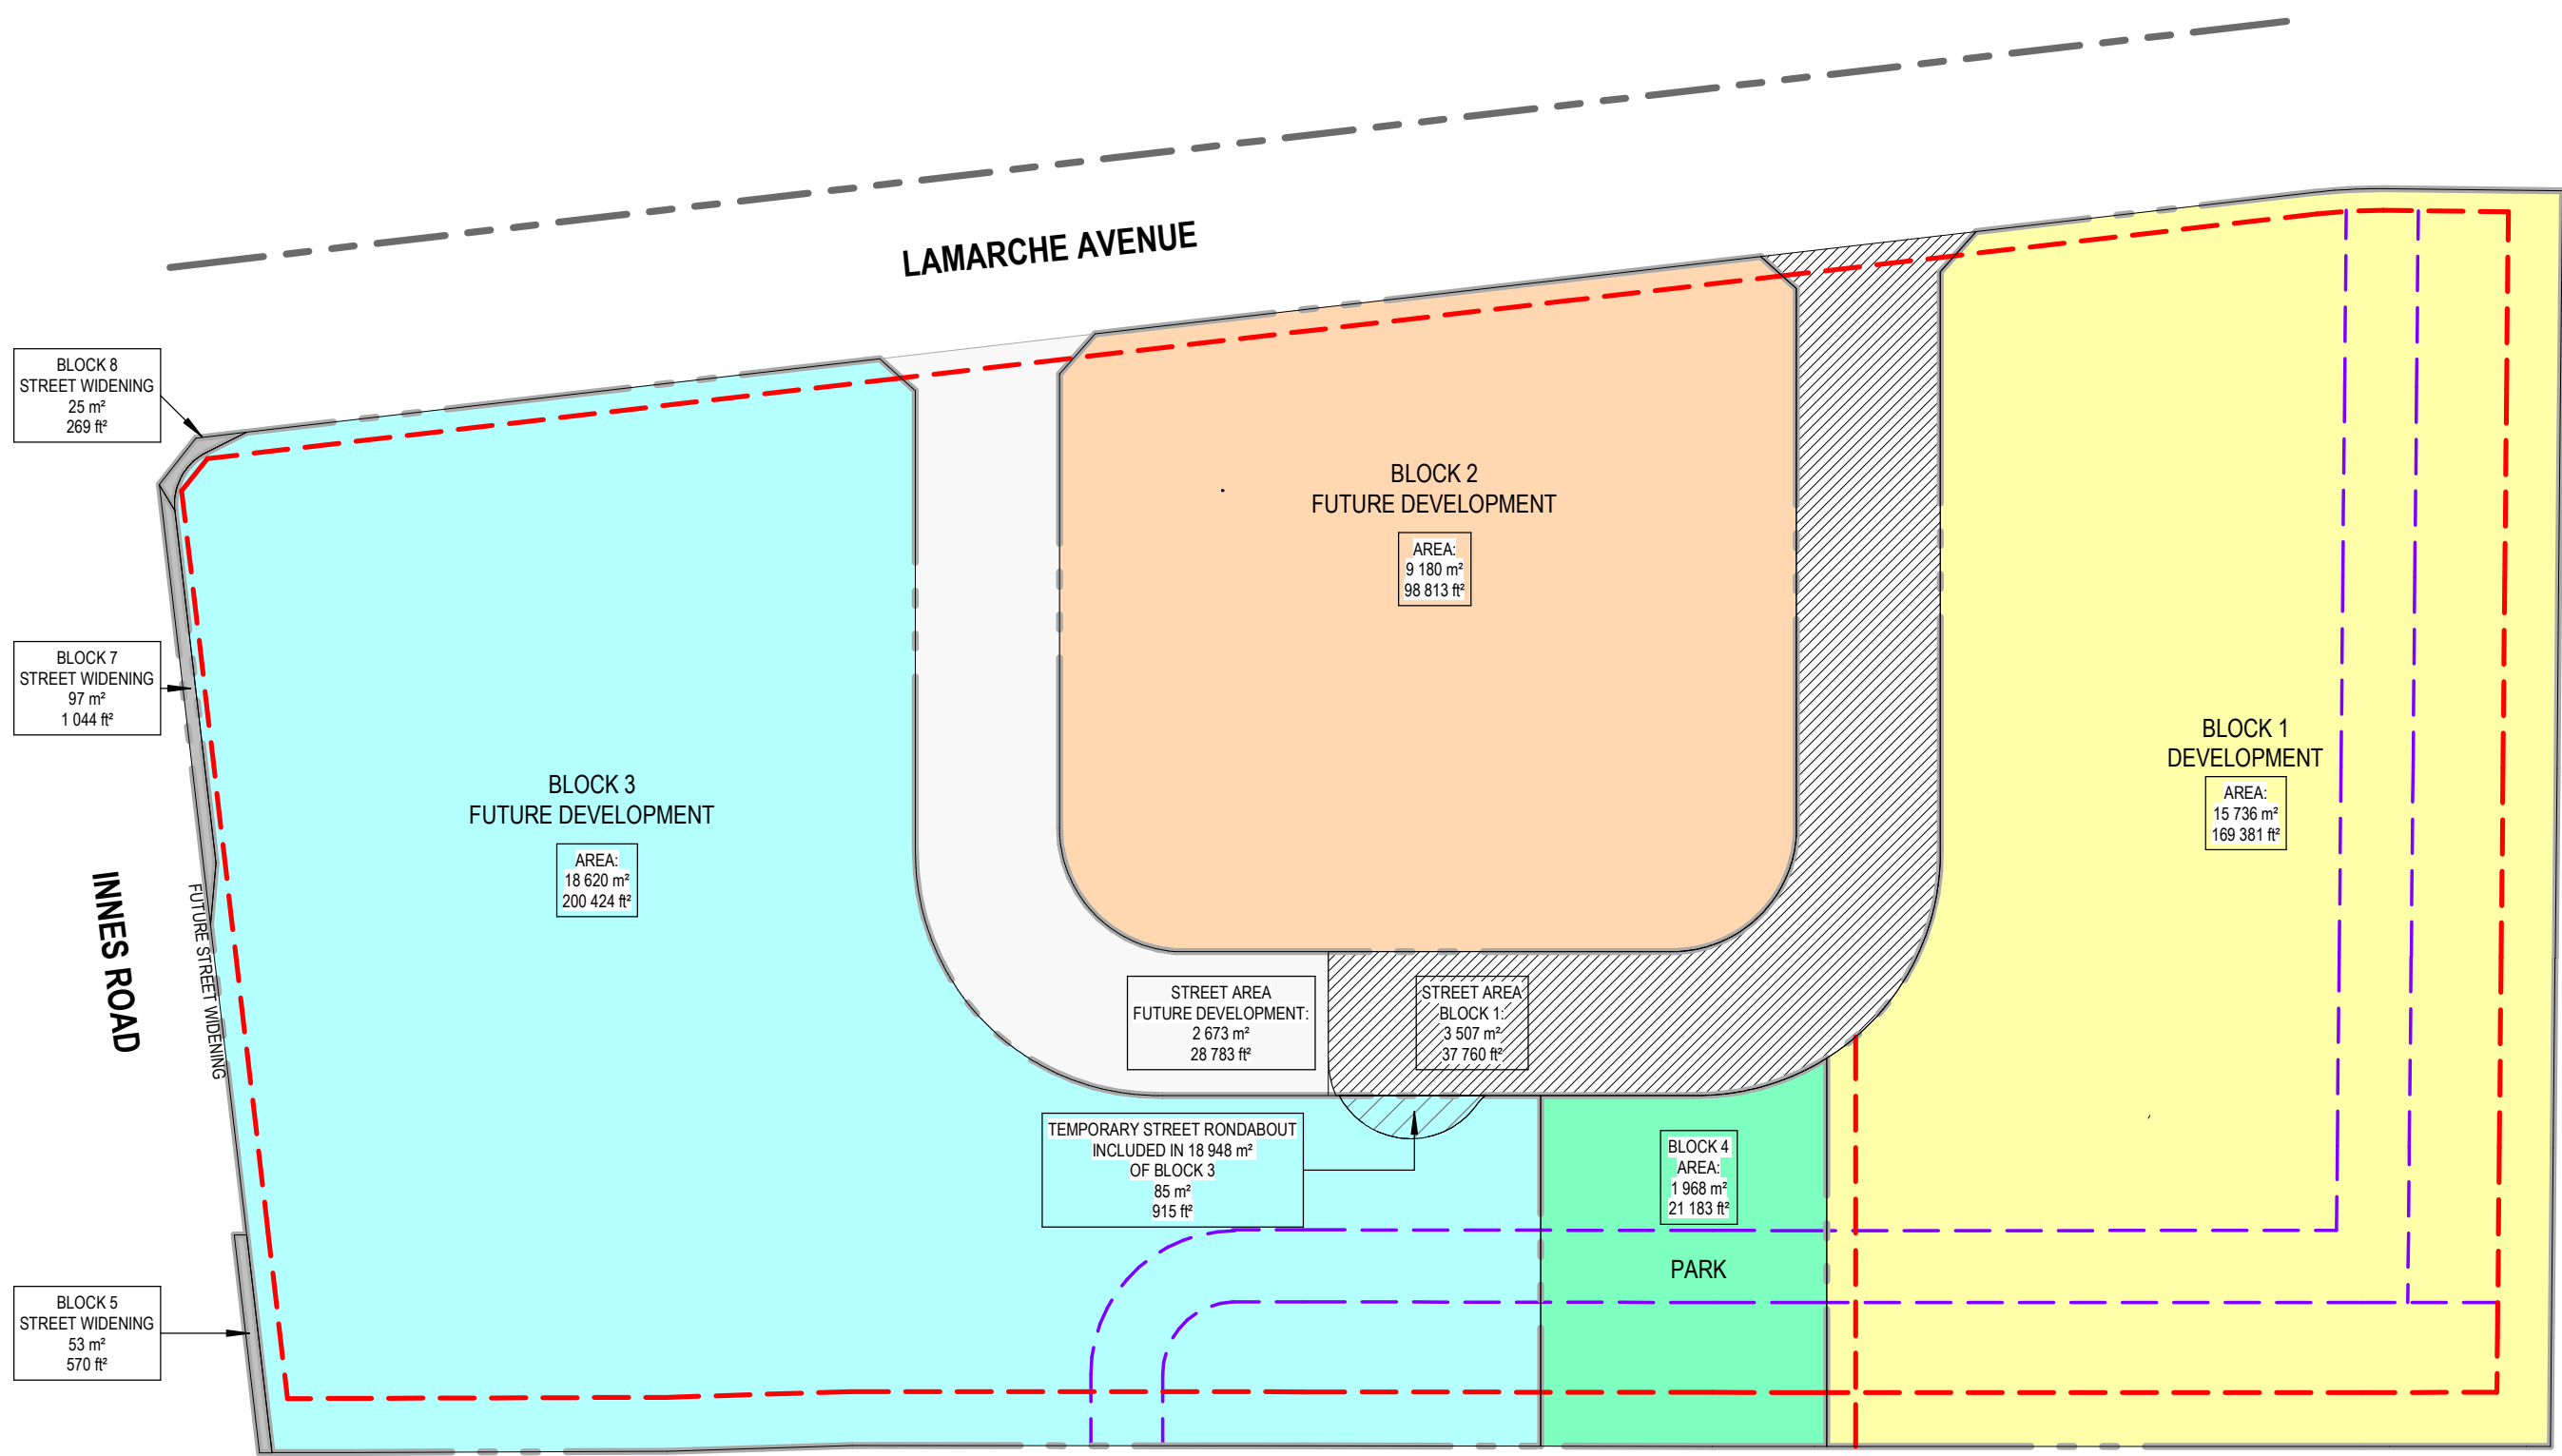 LAMARCHE AVENUE
BLOCK 8
STREET WIDENING
25 m²
269 ft²
BLOCK 2
FUTURE DEVELOPMENT
AREA:
9 180 m²
98 813 ft²
BLOCK 7
STREET WIDENING
97 m²
1 044 ft²
BLOCK 3
FUTURE DEVELOPMENT
AREA:
18 620 m²
200 424 ft²
BLOCK 1
DEVELOPMENT
AREA:
15 736 m²
169 381 ft²
INNES ROAD
FUTURE STREET WIDENING
STREET AREA
FUTURE DEVELOPMENT:
2 673 m²
28 783 ft²
STREET AREA
BLOCK 1:
3 507 m²
37 760 ft²
TEMPORARY STREET RONDABOUT
INCLUDED IN 18 948 m²
OF BLOCK 3
85 m²
915 ft²
BLOCK 4
AREA:
1 968 m²
21 183 ft²
PARK
BLOCK 5
STREET WIDENING
53 m²
570 ft²